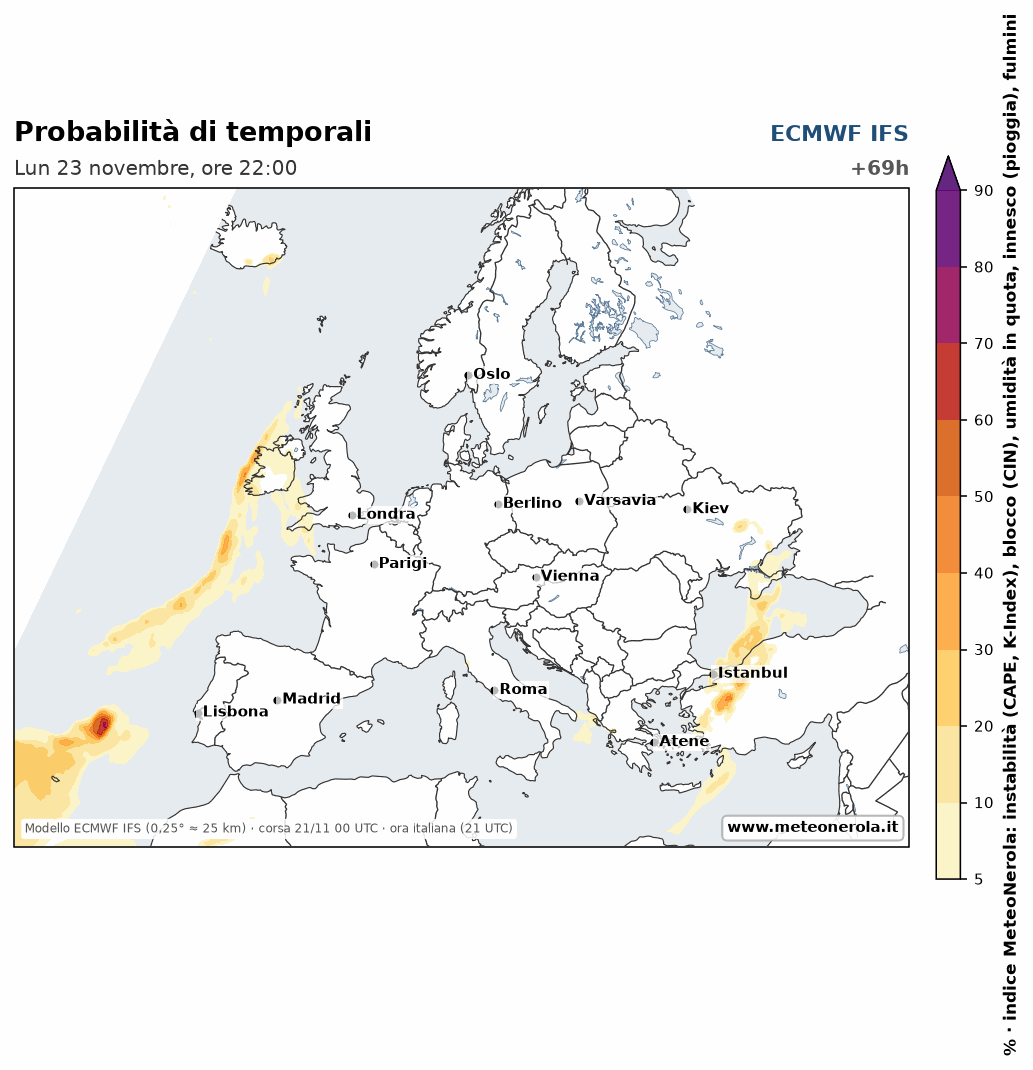 Probabilità di temporali
ECMWF IFS
Lun 23 novembre, ore 22:00
+69h
Oslo
Londra
Berlino
Varsavia
Kiev
Parigi
Vienna
Istanbul
Madrid
Roma
Lisbona
Atene
Modello ECMWF IFS (0,25° ≈ 25 km) · corsa 21/11 00 UTC · ora italiana (21 UTC)
www.meteonerola.it
90
80
70
60
50
40
30
20
10
5
% · indice MeteoNerola: instabilità (CAPE, K-Index), blocco (CIN), umidità in quota, innesco (pioggia), fulmini